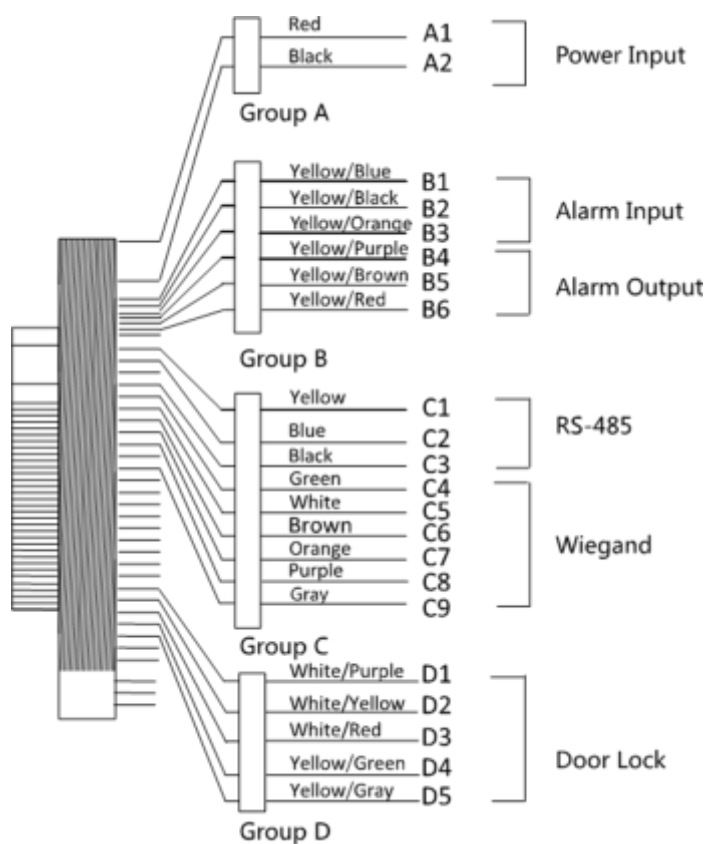 Red A1
Black A2
Power Input
Group A
Yellow/Blue B1
Yellow/Black B2
Alarm Input
Yellow/Orange B3
Yellow/Purple B4
Yellow/Brown B5
Alarm Output
Yellow/Red B6
Group B
Yellow C1
RS-485
Blue C2
Black C3
Green C4
White C5
Brown C6
Wiegand
Orange C7
Purple C8
Gray C9
Group C
White/Purple D1
White/Yellow D2
White/Red D3
Door Lock
Yellow/Green D4
Yellow/Gray D5
Group D